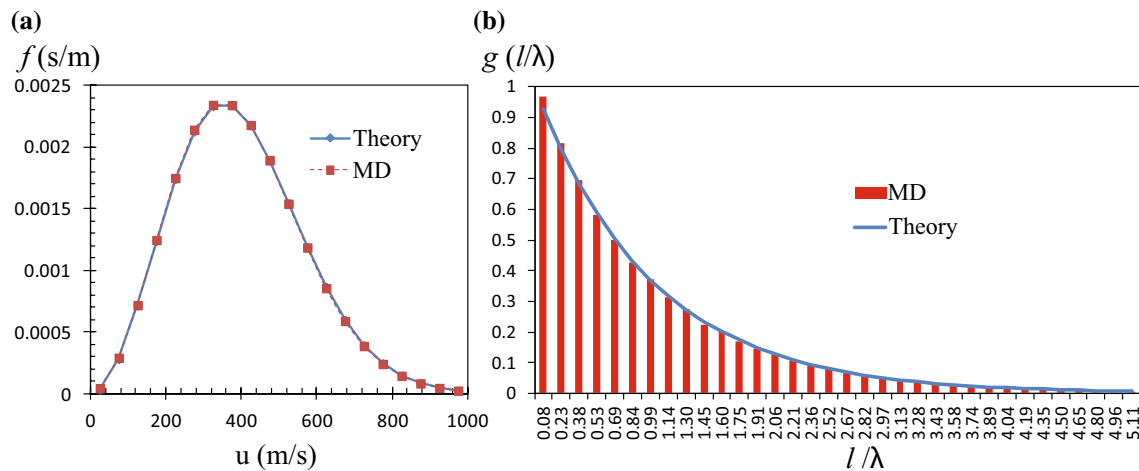 (a)
f (s/m)
0.0025
0.002
0.0015
0.001
0.0005
0
0 200 400 600 800 1000
u (m/s)
Theory
MD
(b)
g (l/λ)
1
0.9
0.8
0.7
0.6
0.5
0.4
0.3
0.2
0.1
0
0.08 0.23 0.38 0.53 0.69 0.84 0.99 1.14 1.30 1.45 1.60 1.75 1.91 2.06 2.21 2.36 2.52 2.67 2.82 2.97 3.13 3.28 3.43 3.58 3.74 3.89 4.04 4.19 4.35 4.50 4.65 4.80 4.96 5.11
l /λ
MD
Theory